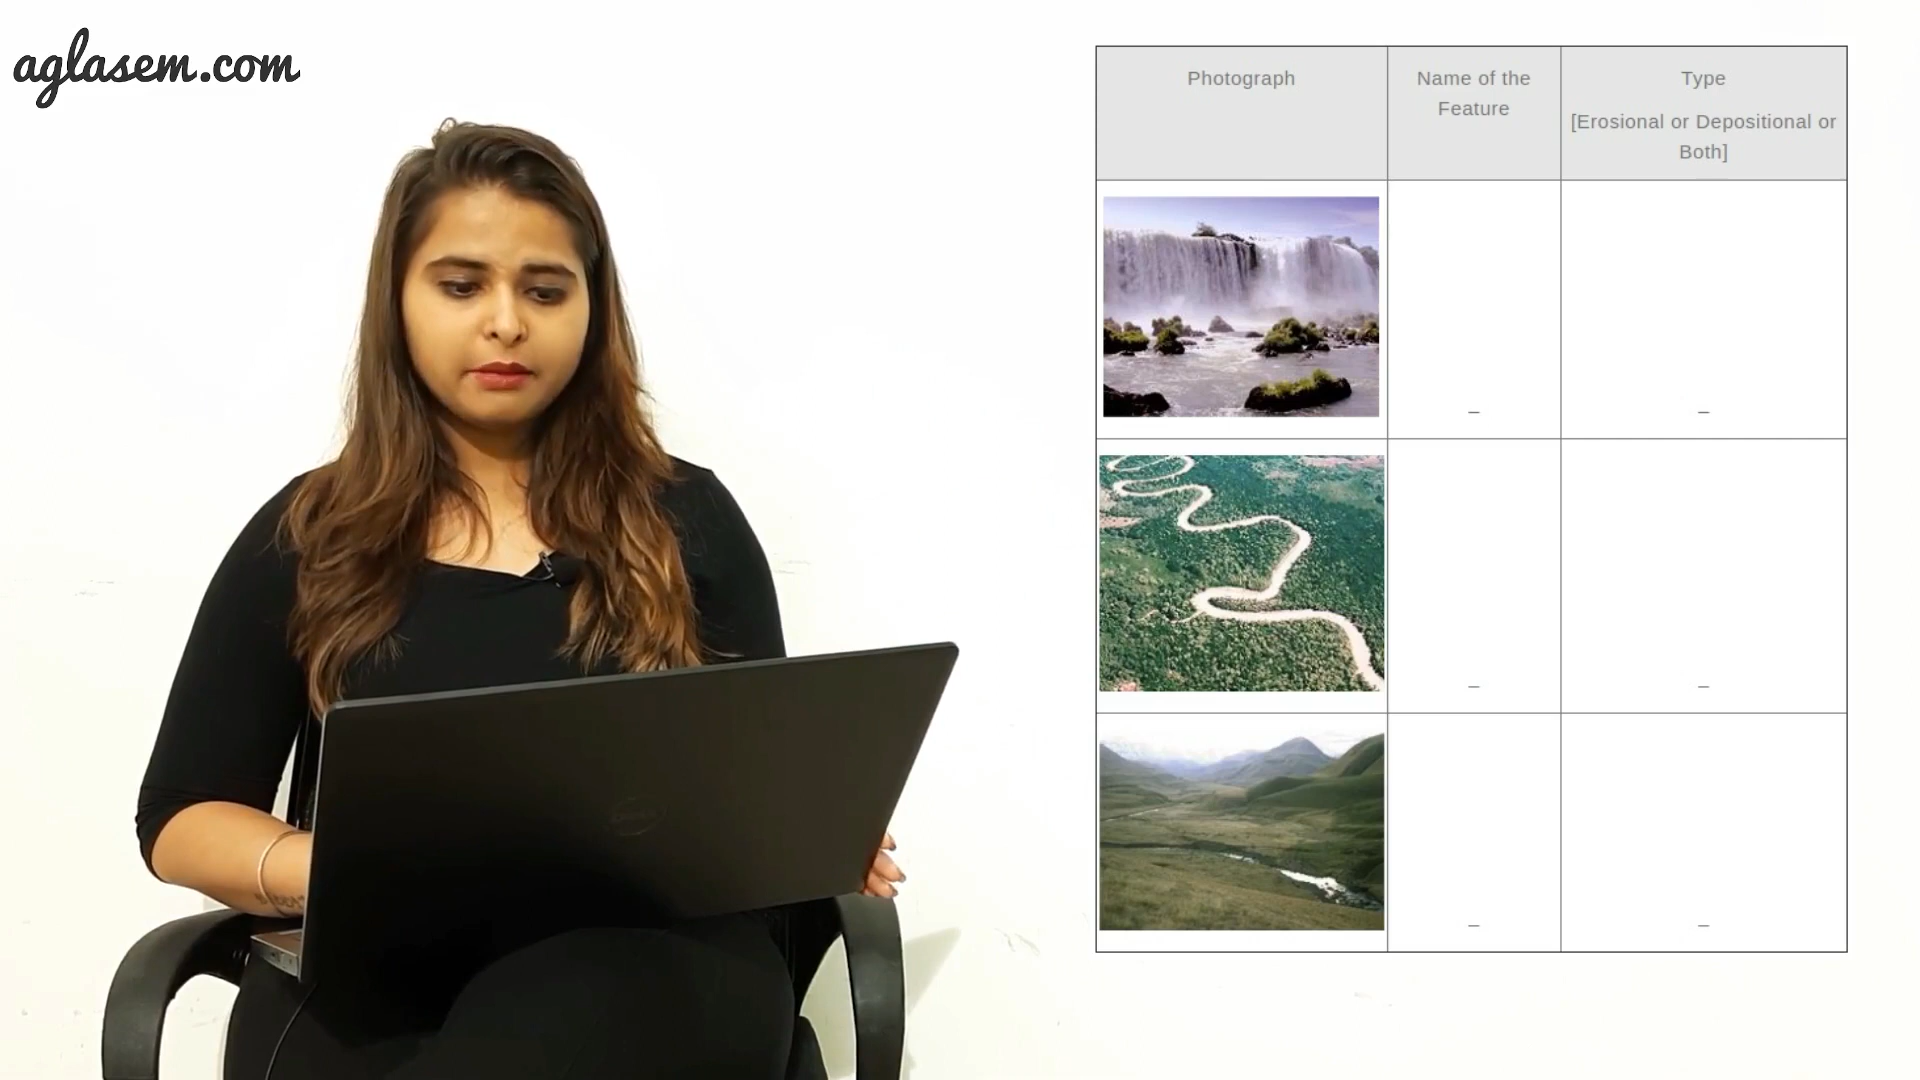 aglasem.com
Photograph
Name of the
Feature
Type
[Erosional or Depositional or
Both]
–
–
–
–
–
–